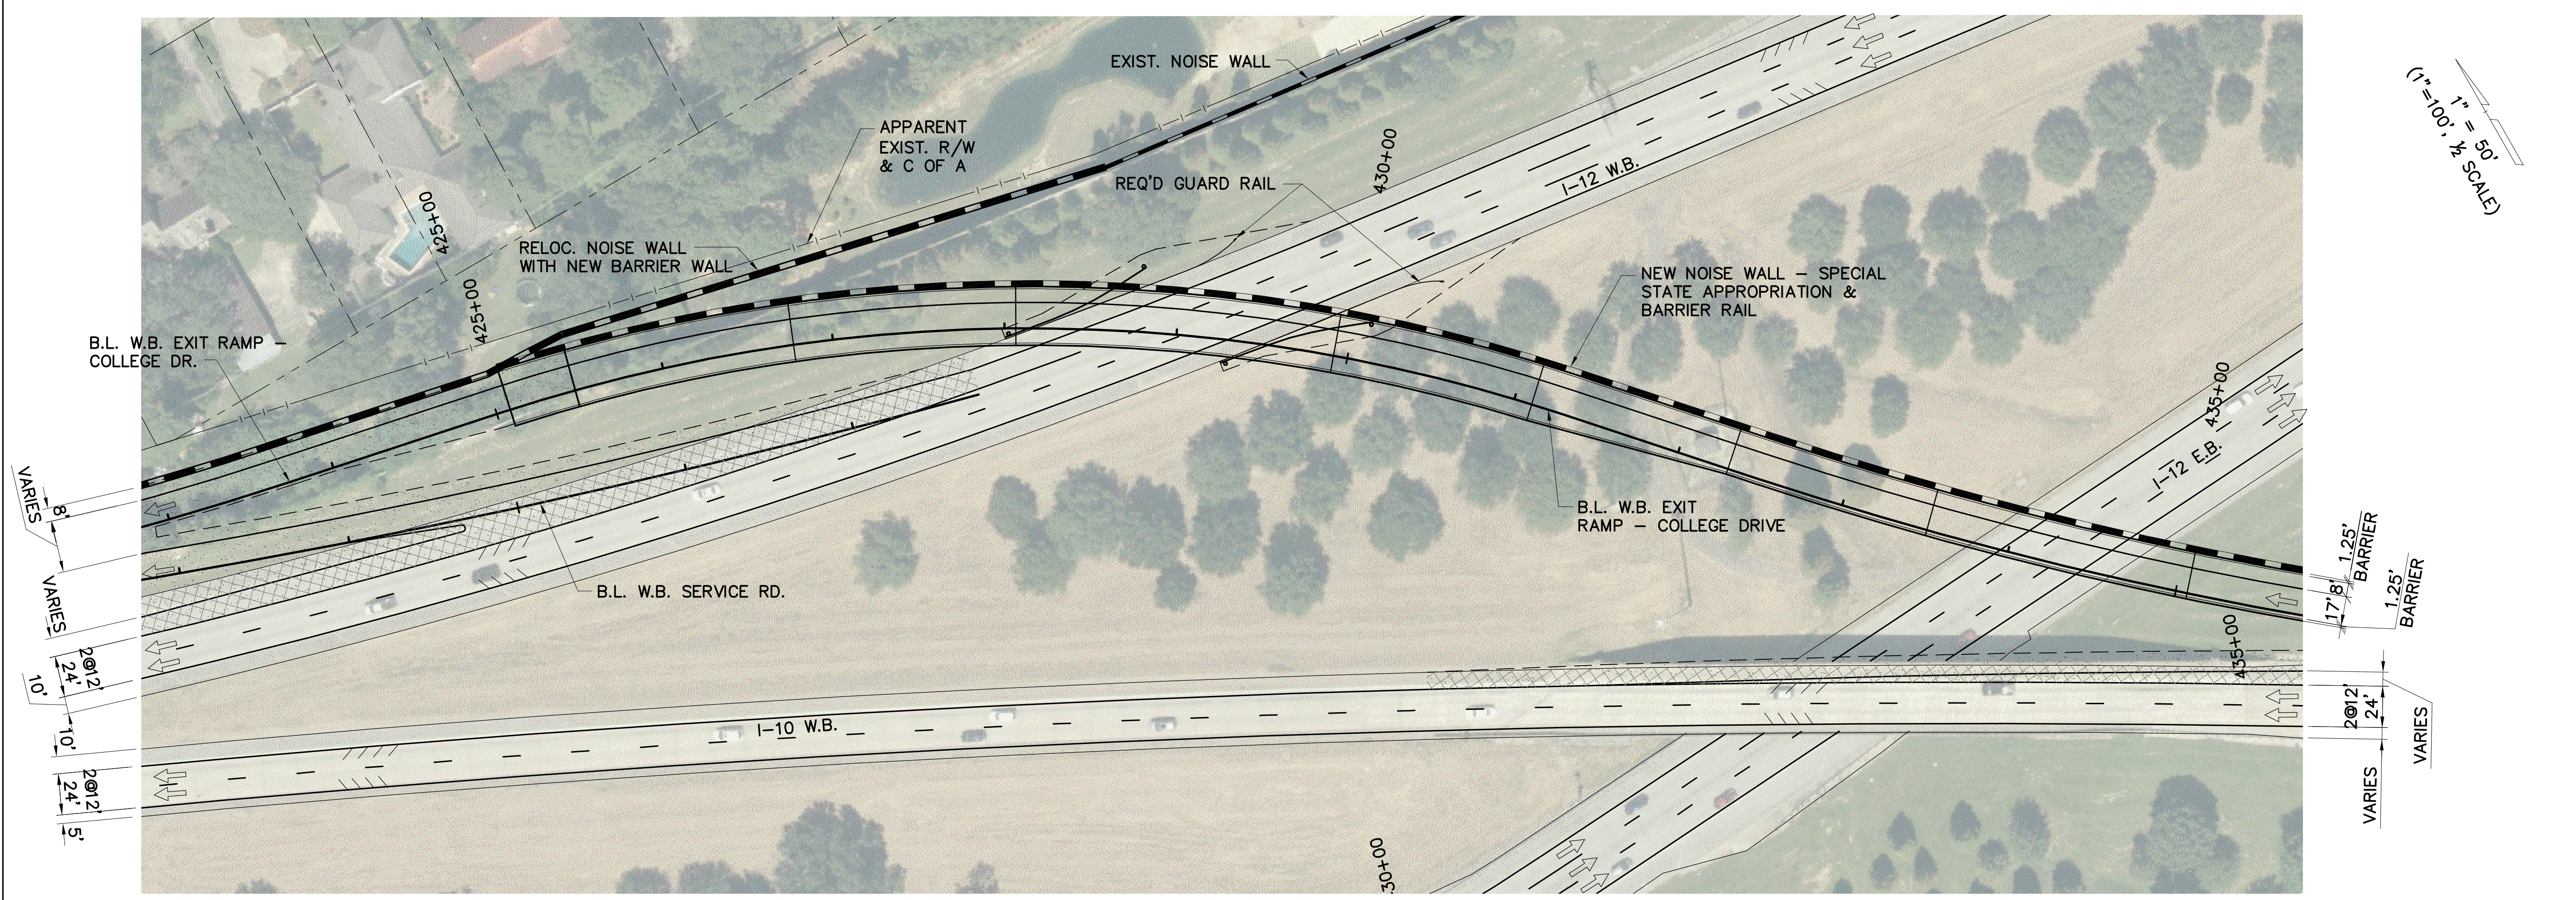 EXIST. NOISE WALL
APPARENT
EXIST. R/W
& C OF A
REQ'D GUARD RAIL
430+00
I-12 W.B.
1" = 50'
(1"=100', ½ SCALE)
425+00
RELOC. NOISE WALL
WITH NEW BARRIER WALL
425+00
NEW NOISE WALL - SPECIAL
STATE APPROPRIATION &
BARRIER RAIL
B.L. W.B. EXIT RAMP -
COLLEGE DR.
435+00
I-12 E.B.
B.L. W.B. EXIT
RAMP - COLLEGE DRIVE
B.L. W.B. SERVICE RD.
VARIES
8'
VARIES
2@12'
24'
10'
10'
2@12'
24'
5'
I-10 W.B.
30+00
435+00
1.25'
BARRIER
8'
17'
1.25'
BARRIER
2@12'
24'
VARIES
VARIES